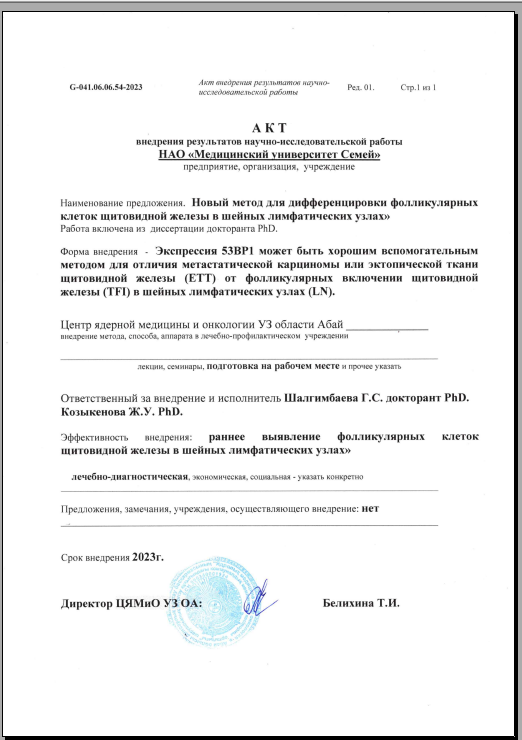 G-041.06.06.54-2023 Акт внедрения результатов научно- Ред. 01. Стр.1 из 1
исследовательской работы
А К Т
внедрения результатов научно-исследовательской работы
НАО «Медицинский университет Семей»
предприятие, организация, учреждение
Наименование предложения. Новый метод для дифференцировки фолликулярных
клеток щитовидной железы в шейных лимфатических узлах»
Работа включена из диссертации докторанта PhD.
Форма внедрения - Экспрессия 53BP1 может быть хорошим вспомогательным
методом для отличия метастатической карциномы или эктопической ткани
щитовидной железы (ETT) от фолликулярных включении щитовидной
железы (TFI) в шейных лимфатических узлах (LN).
Центр ядерной медицины и онкологии УЗ области Абай _______________
внедрение метода, способа, аппарата в лечебно-профилактическом учреждении
лекции, семинары, подготовка на рабочем месте и прочее указать
Ответственный за внедрение и исполнитель Шалгимбаева Г.С. докторант PhD.
Козыкенова Ж.У. PhD.
Эффективность внедрения: раннее выявление фолликулярных клеток
щитовидной железы в шейных лимфатических узлах»
лечебно-диагностическая, экономическая, социальная - указать конкретно
Предложения, замечания, учреждения, осуществляющего внедрение: нет
Срок внедрения 2023г.
Директор ЦЯМиО УЗ ОА: Белихина Т.И.